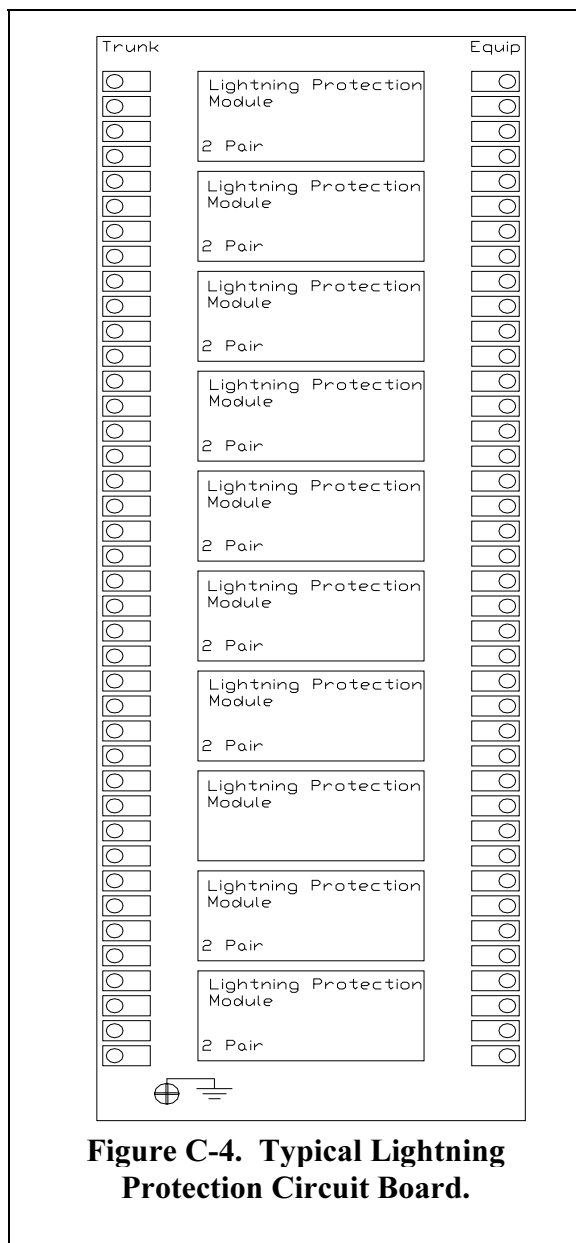 Trunk Equip
Lightning Protection
Module
2 Pair
Lightning Protection
Module
2 Pair
Lightning Protection
Module
2 Pair
Lightning Protection
Module
2 Pair
Lightning Protection
Module
2 Pair
Lightning Protection
Module
2 Pair
Lightning Protection
Module
2 Pair
Lightning Protection
Module
Lightning Protection
Module
2 Pair
Lightning Protection
Module
2 Pair
Figure C-4. Typical Lightning
Protection Circuit Board.